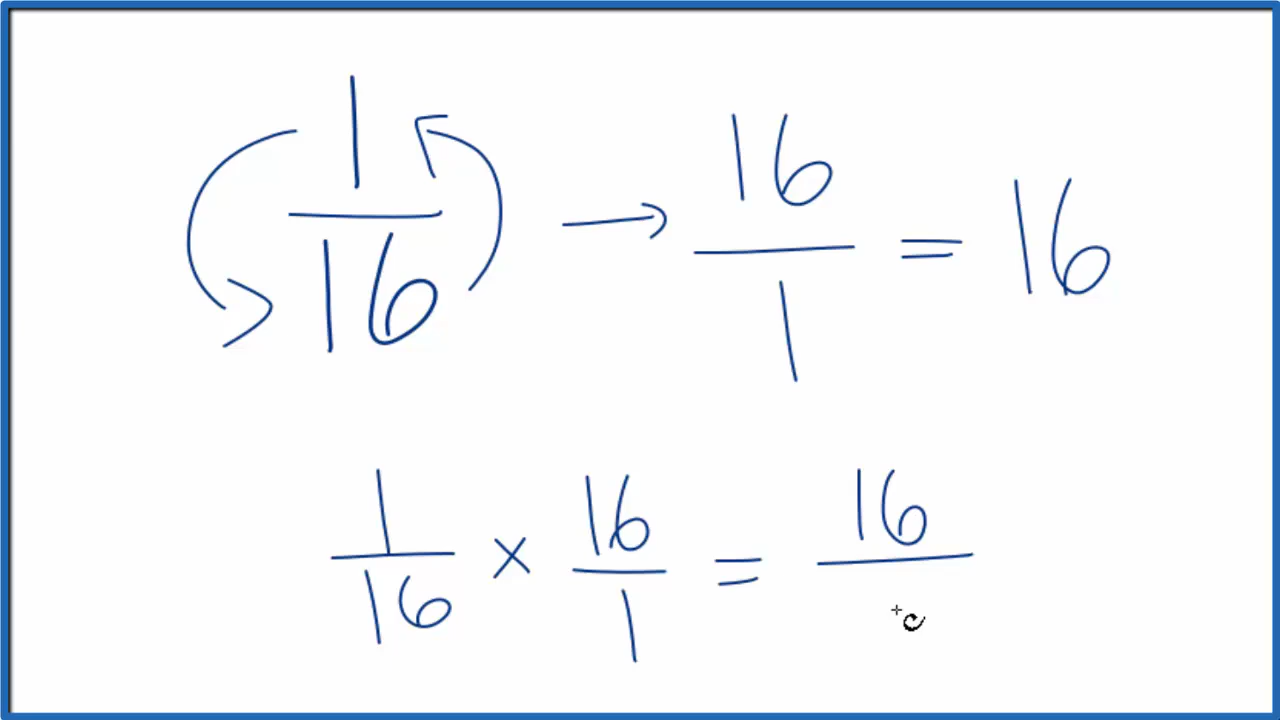 1/16 → 16/1 = 16
1/16 × 16/1 = 16/